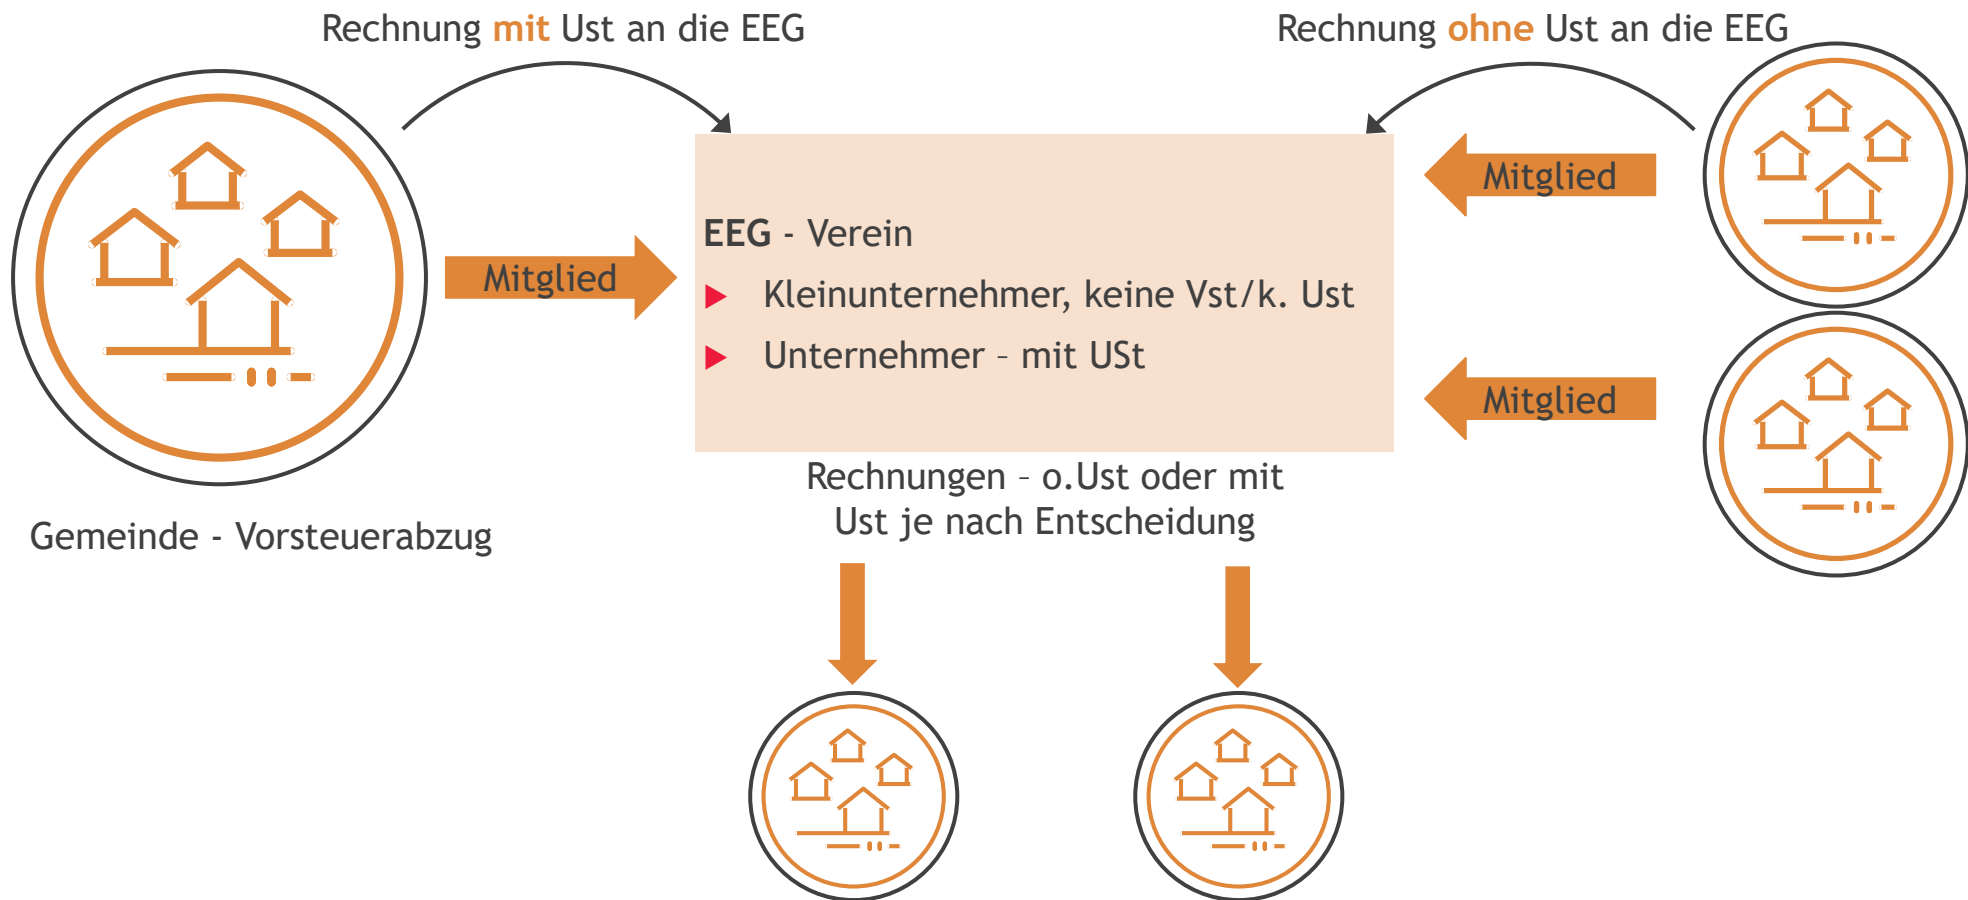 Rechnung mit Ust an die EEG
Rechnung ohne Ust an die EEG
Mitglied
EEG - Verein
Kleinunternehmer, keine Vst/k. Ust
Unternehmer – mit USt
Mitglied
Mitglied
Rechnungen – o.Ust oder mit
Ust je nach Entscheidung
Gemeinde - Vorsteuerabzug